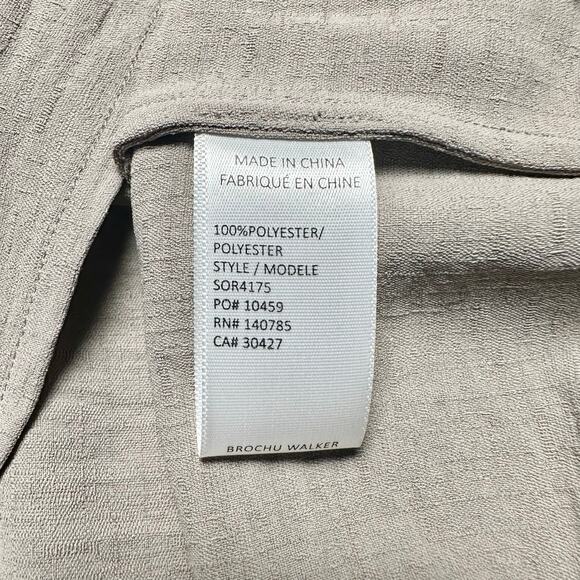 MADE IN CHINA
FABRIQUÉ EN CHINE
100%POLYESTER/
POLYESTER
STYLE / MODELE
SOR4175
PO# 10459
RN# 140785
CA# 30427
BROCHU WALKER